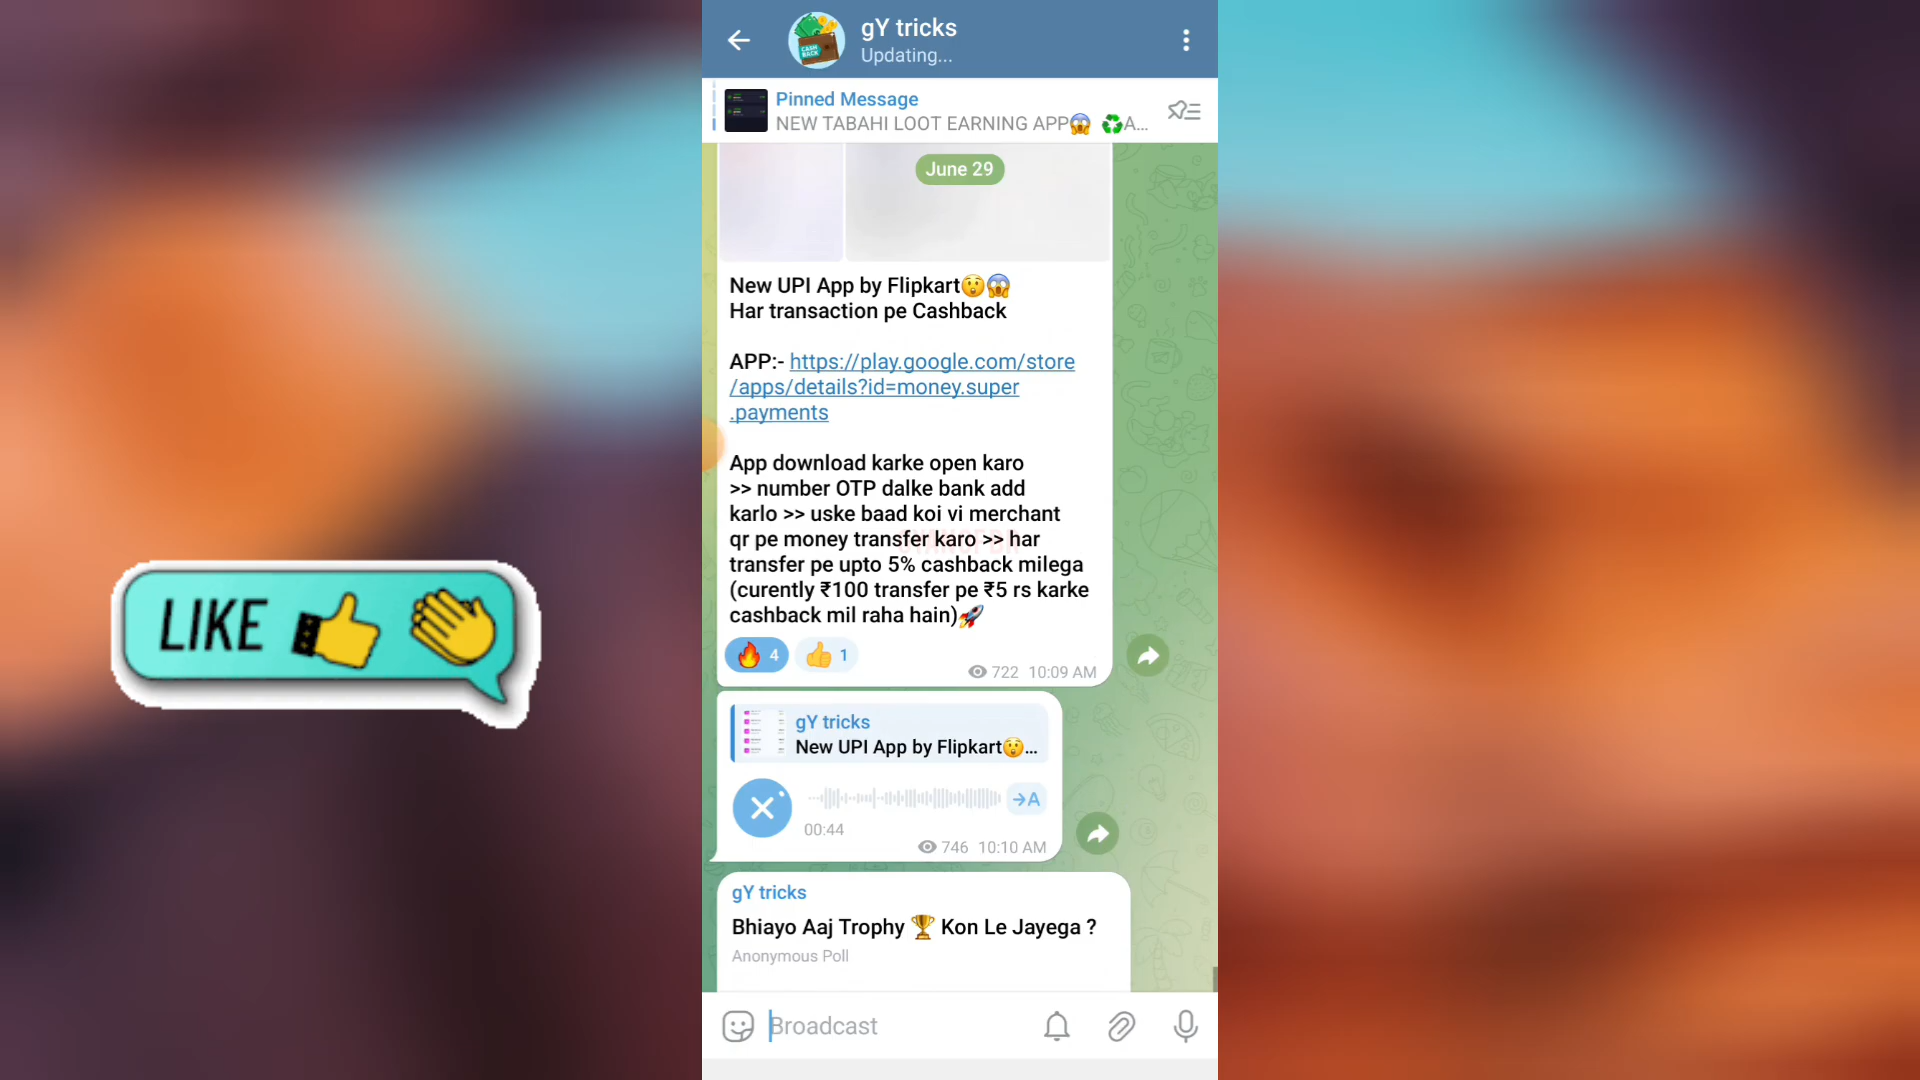 gY tricks
Updating...
Pinned Message
NEW TABAHI LOOT EARNING APP😱 ♻️A...
June 29
New UPI App by Flipkart😲😱
Har transaction pe Cashback
APP:- https://play.google.com/store
/apps/details?id=money.super
.payments
App download karke open karo
>> number OTP dalke bank add
karlo >> uske baad koi vi merchant
qr pe money transfer karo >> har
transfer pe upto 5% cashback milega
(curently ₹100 transfer pe ₹5 rs karke
cashback mil raha hain)🚀
🔥 4 👍 1
722 10:09 AM
gY tricks
New UPI App by Flipkart😲...
→A
00:44
746 10:10 AM
gY tricks
Bhiayo Aaj Trophy 🏆 Kon Le Jayega ?
Anonymous Poll
Broadcast
LIKE
CASH
BACK